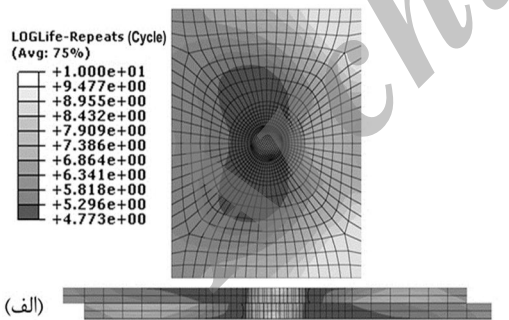 LOGLife-Repeats (Cycle)
(Avg: 75%)
+1.000e+01
+9.477e+00
+8.955e+00
+8.432e+00
+7.909e+00
+7.386e+00
+6.864e+00
+6.341e+00
+5.818e+00
+5.296e+00
+4.773e+00
(الف)